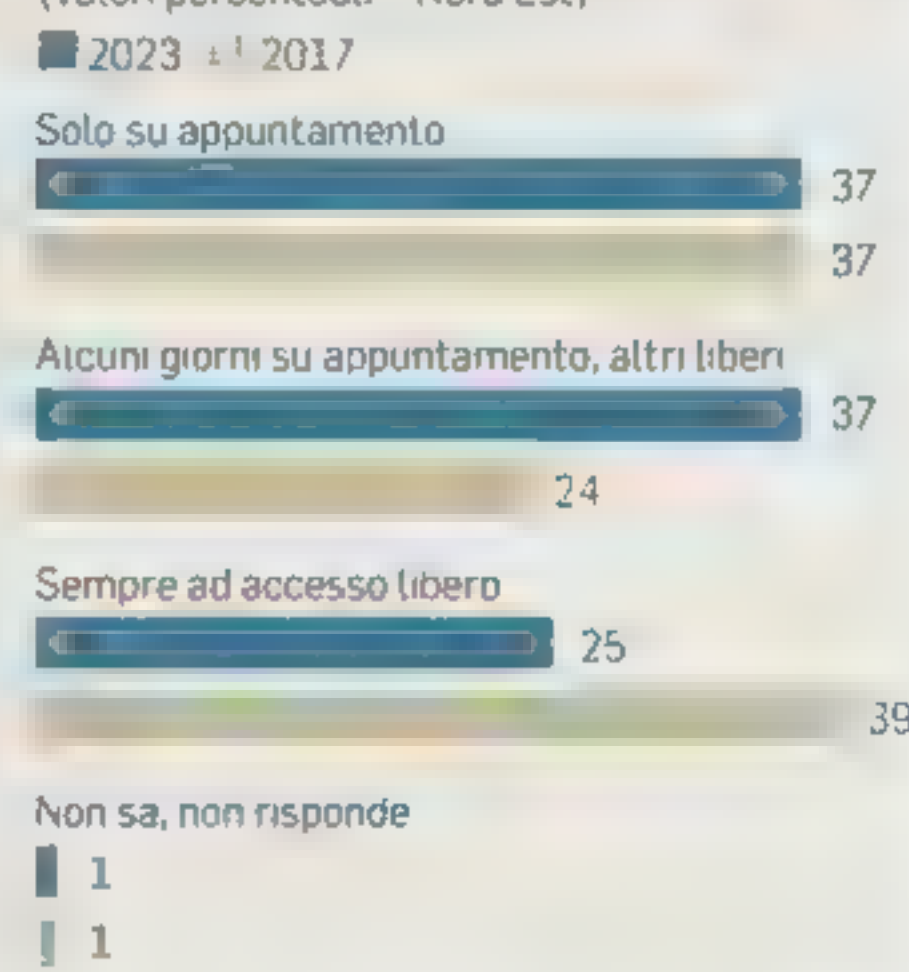 2023 2017
Solo su appuntamento
37
37
Alcuni giorni su appuntamento, altri liberi
37
24
Sempre ad accesso libero
25
39
Non sa, non risponde
1
1